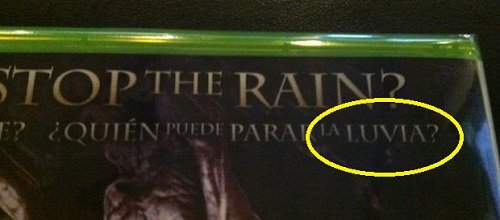 STOP THE RAIN?
E? ¿QUIÉN PUEDE PARAR LA LUVIA?